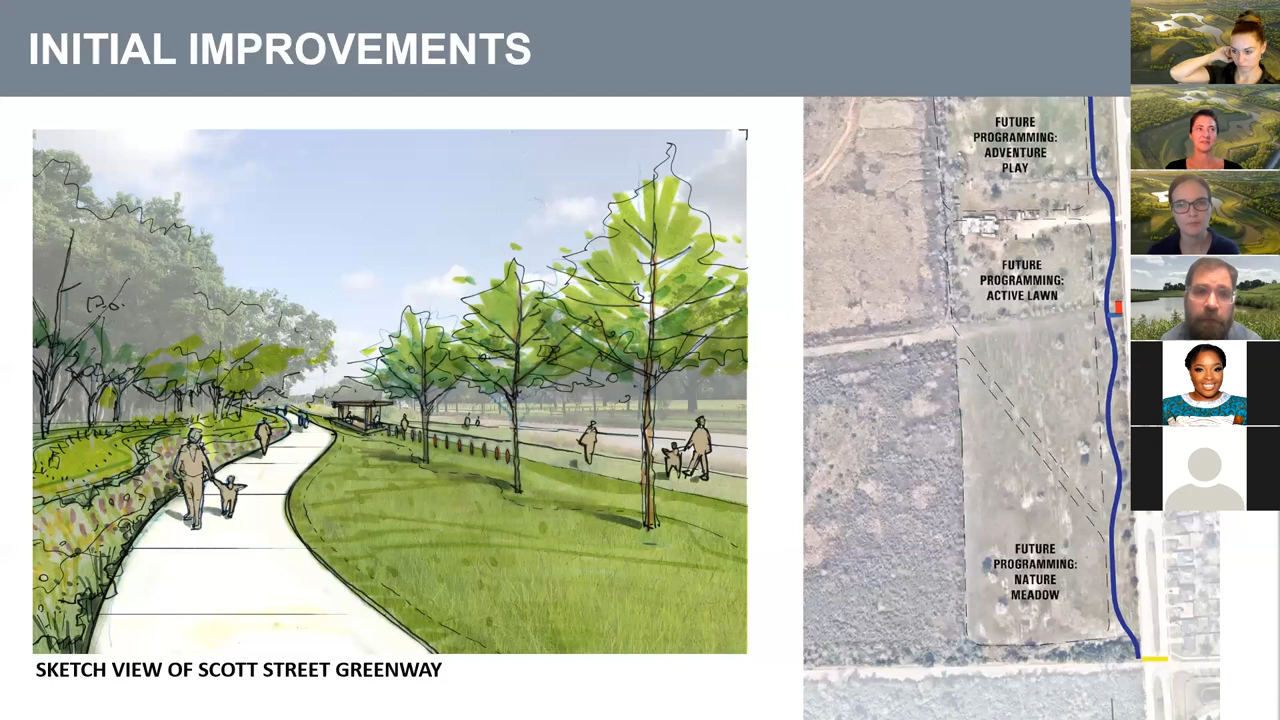 INITIAL IMPROVEMENTS
FUTURE
PROGRAMMING:
ADVENTURE
PLAY
FUTURE
PROGRAMMING:
ACTIVE LAWN
FUTURE
PROGRAMMING:
NATURE
MEADOW
SKETCH VIEW OF SCOTT STREET GREENWAY